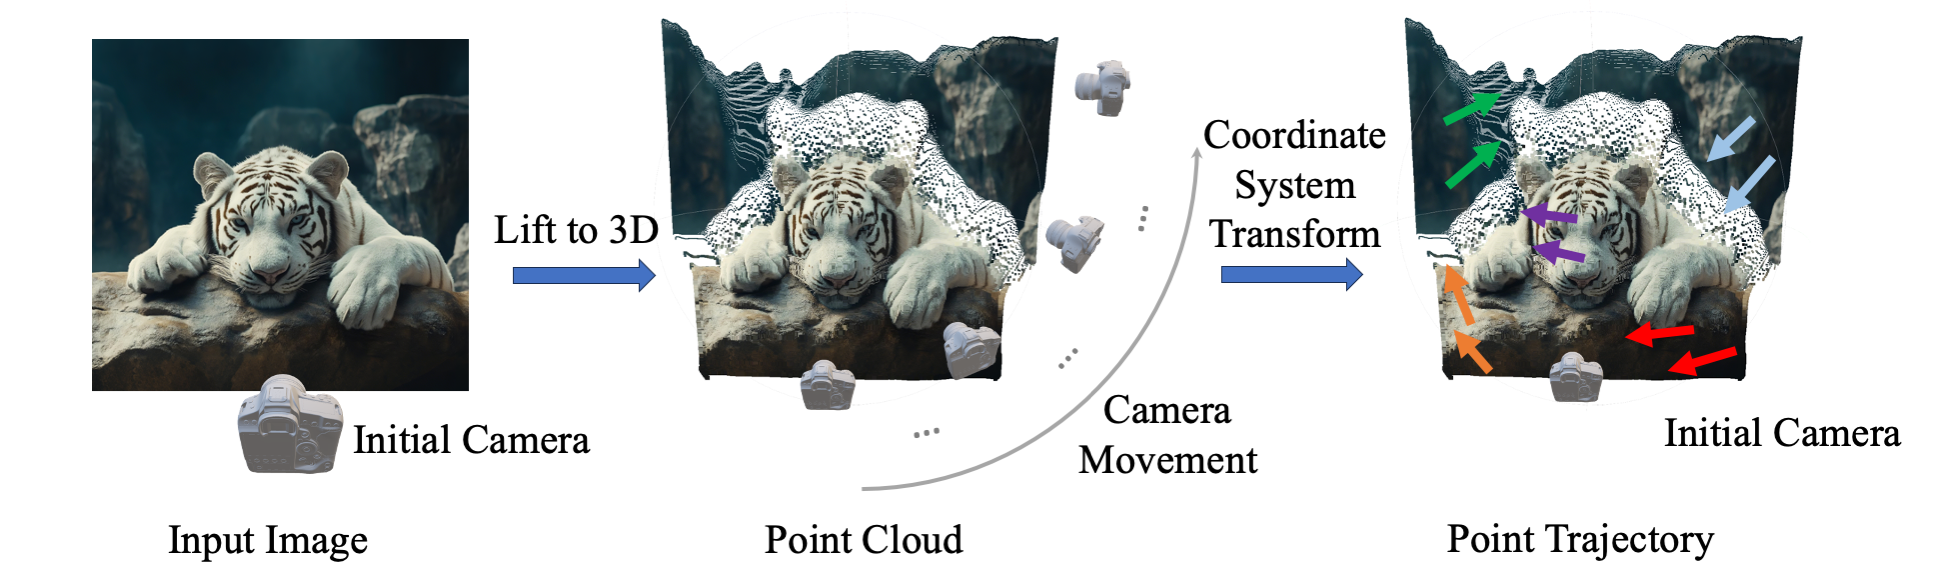 Lift to 3D
Initial Camera
Input Image
Camera
Movement
Point Cloud
Coordinate
System
Transform
Initial Camera
Point Trajectory